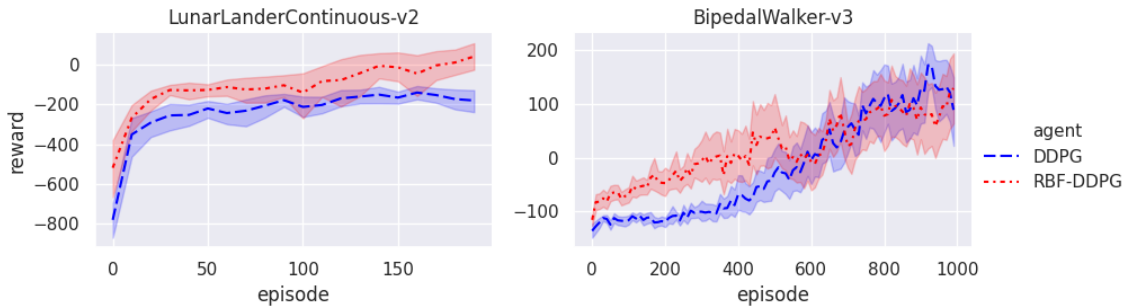 LunarLanderContinuous-v2
BipedalWalker-v3
reward
0
−200
−400
−600
−800
0
50
100
150
episode
200
100
0
−100
0
200
400
600
800
1000
episode
agent
DDPG
RBF-DDPG